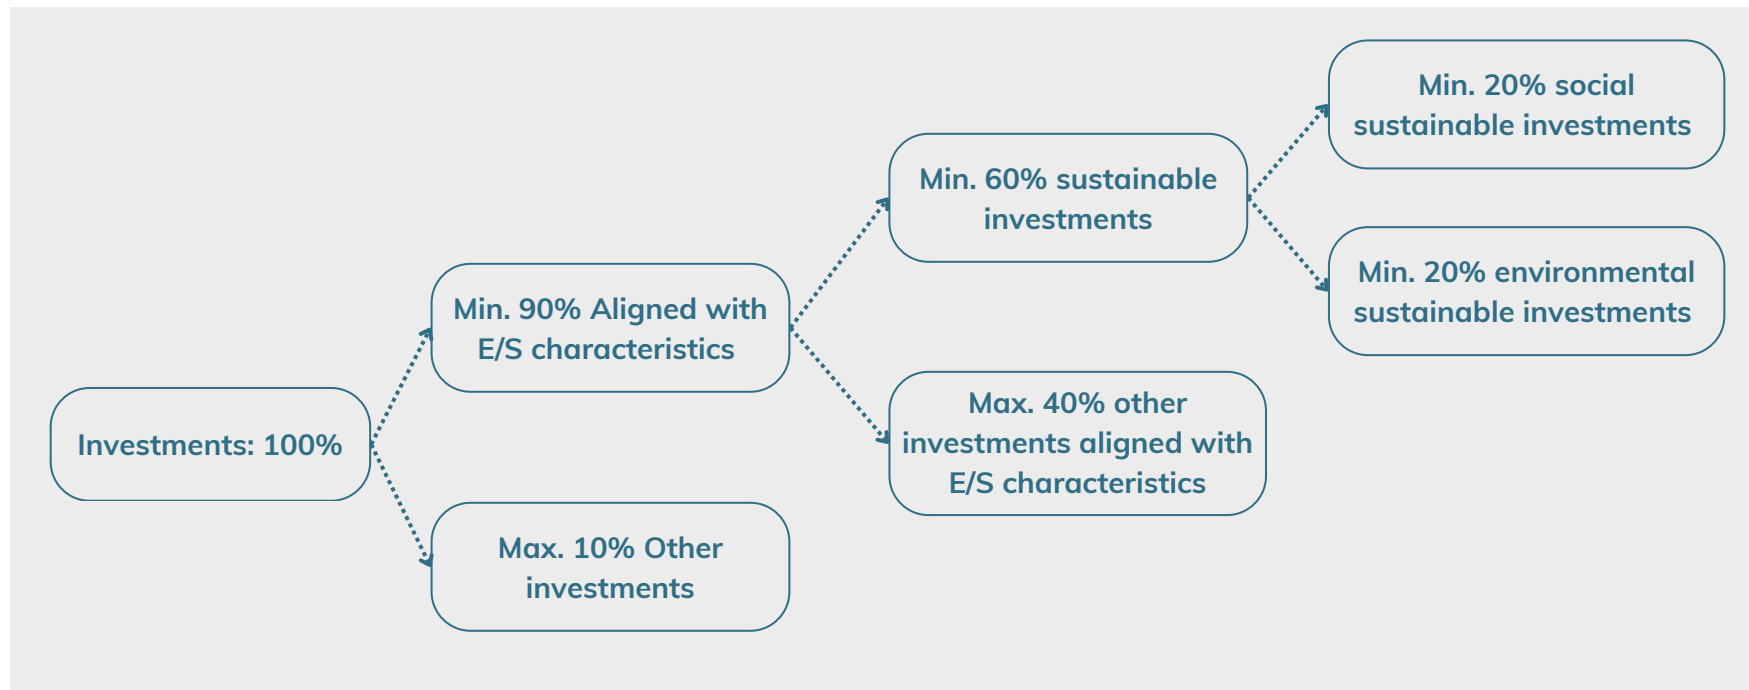 Investments: 100%
Min. 90% Aligned with
E/S characteristics
Max. 10% Other
investments
Min. 60% sustainable
investments
Max. 40% other
investments aligned with
E/S characteristics
Min. 20% social
sustainable investments
Min. 20% environmental
sustainable investments